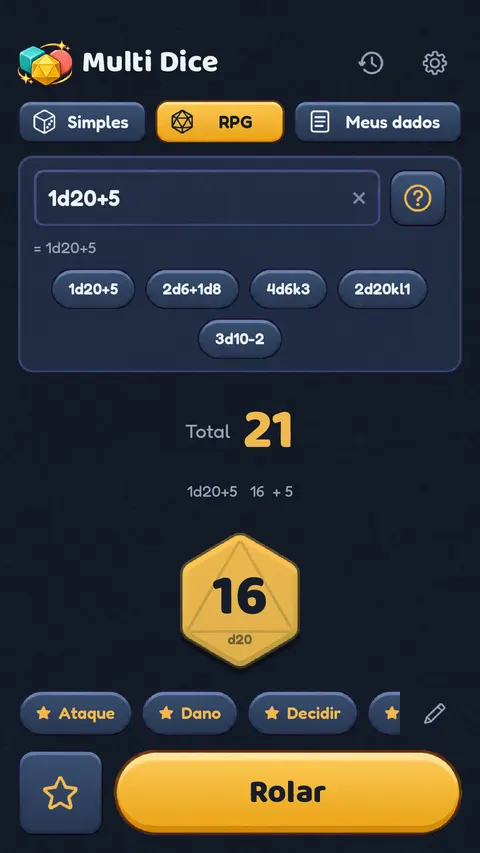 Multi Dice
Simples RPG Meus dados
1d20+5 × ?
= 1d20+5
1d20+5 2d6+1d8 4d6k3 2d20kl1
3d10-2
Total 21
1d20+5 16 + 5
16
d20
Ataque Dano Decidir
Rolar